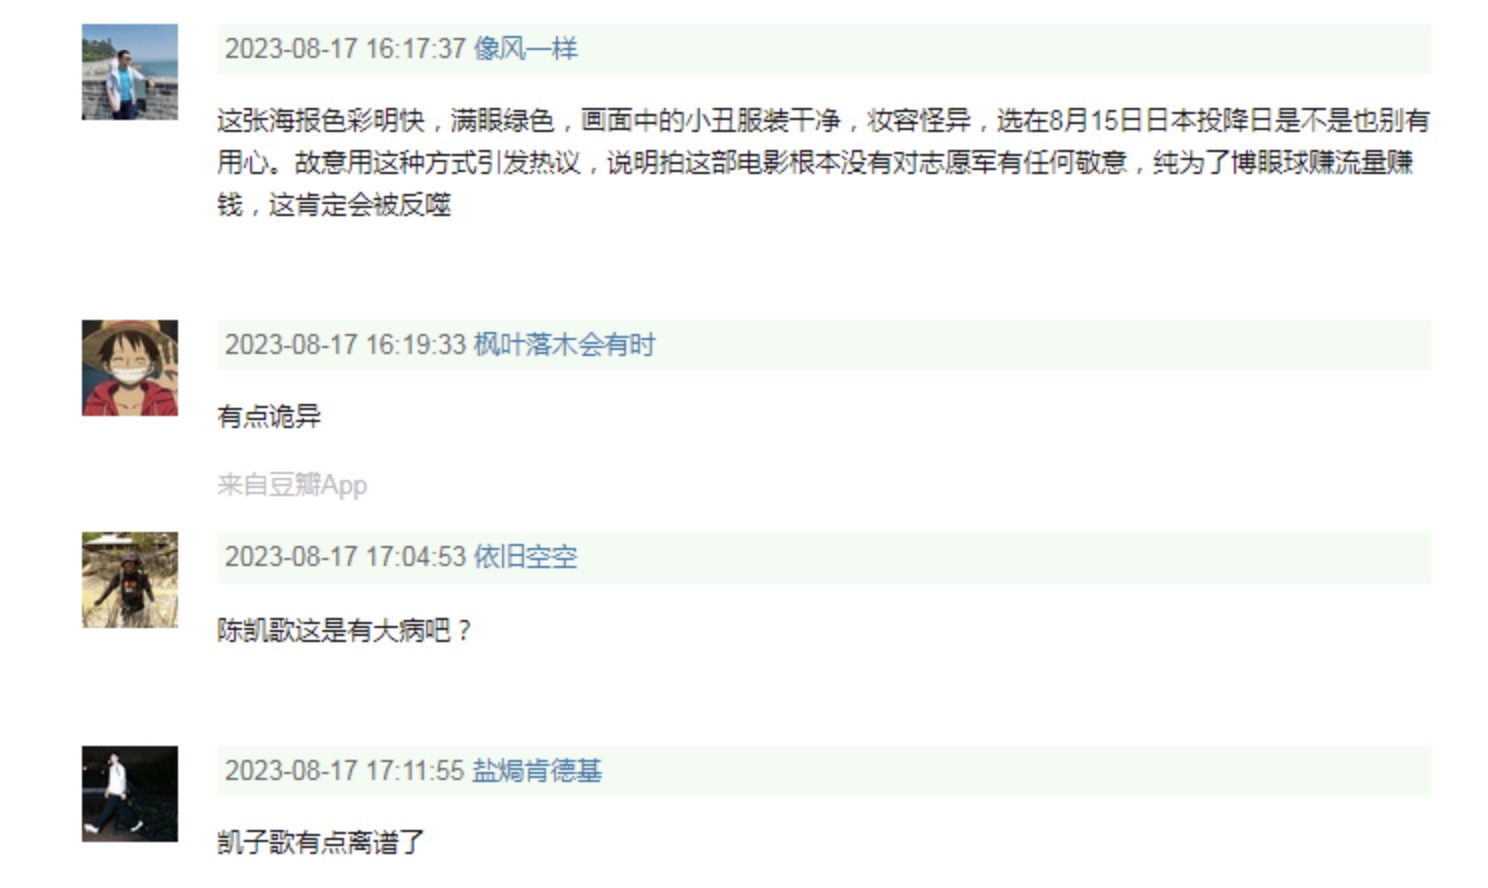 2023-08-17 16:17:37 像风一样
这张海报色彩明快，满眼绿色，画面中的小丑服装干净，妆容怪异，选在8月15日日本投降日是不是也别有
用心。故意用这种方式引发热议，说明拍这部电影根本没有对志愿军有任何敬意，纯为了博眼球赚流量赚
钱，这肯定会被反噬
2023-08-17 16:19:33 枫叶落木会有时
有点诡异
来自豆瓣App
2023-08-17 17:04:53 依旧空空
陈凯歌这是有大病吧？
2023-08-17 17:11:55 盐焗肯德基
凯子歌有点离谱了